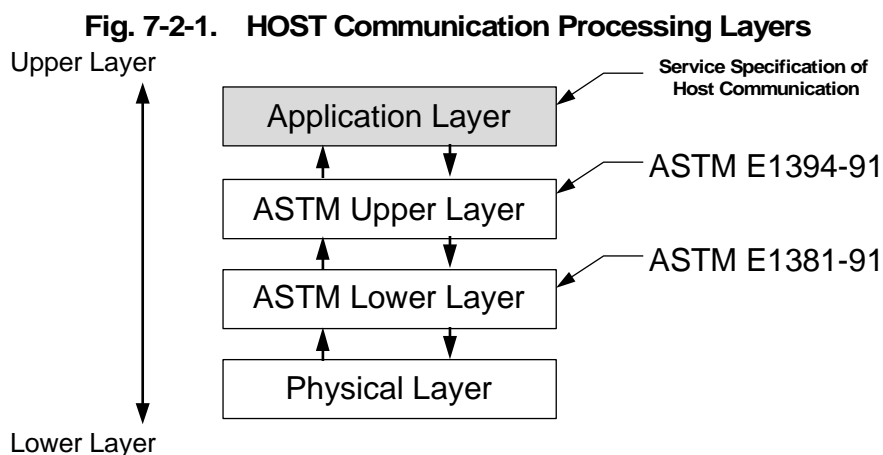 Fig. 7-2-1. HOST Communication Processing Layers
Upper Layer
Service Specification of
Host Communication
Application Layer
ASTM E1394-91
ASTM Upper Layer
ASTM E1381-91
ASTM Lower Layer
Physical Layer
Lower Layer